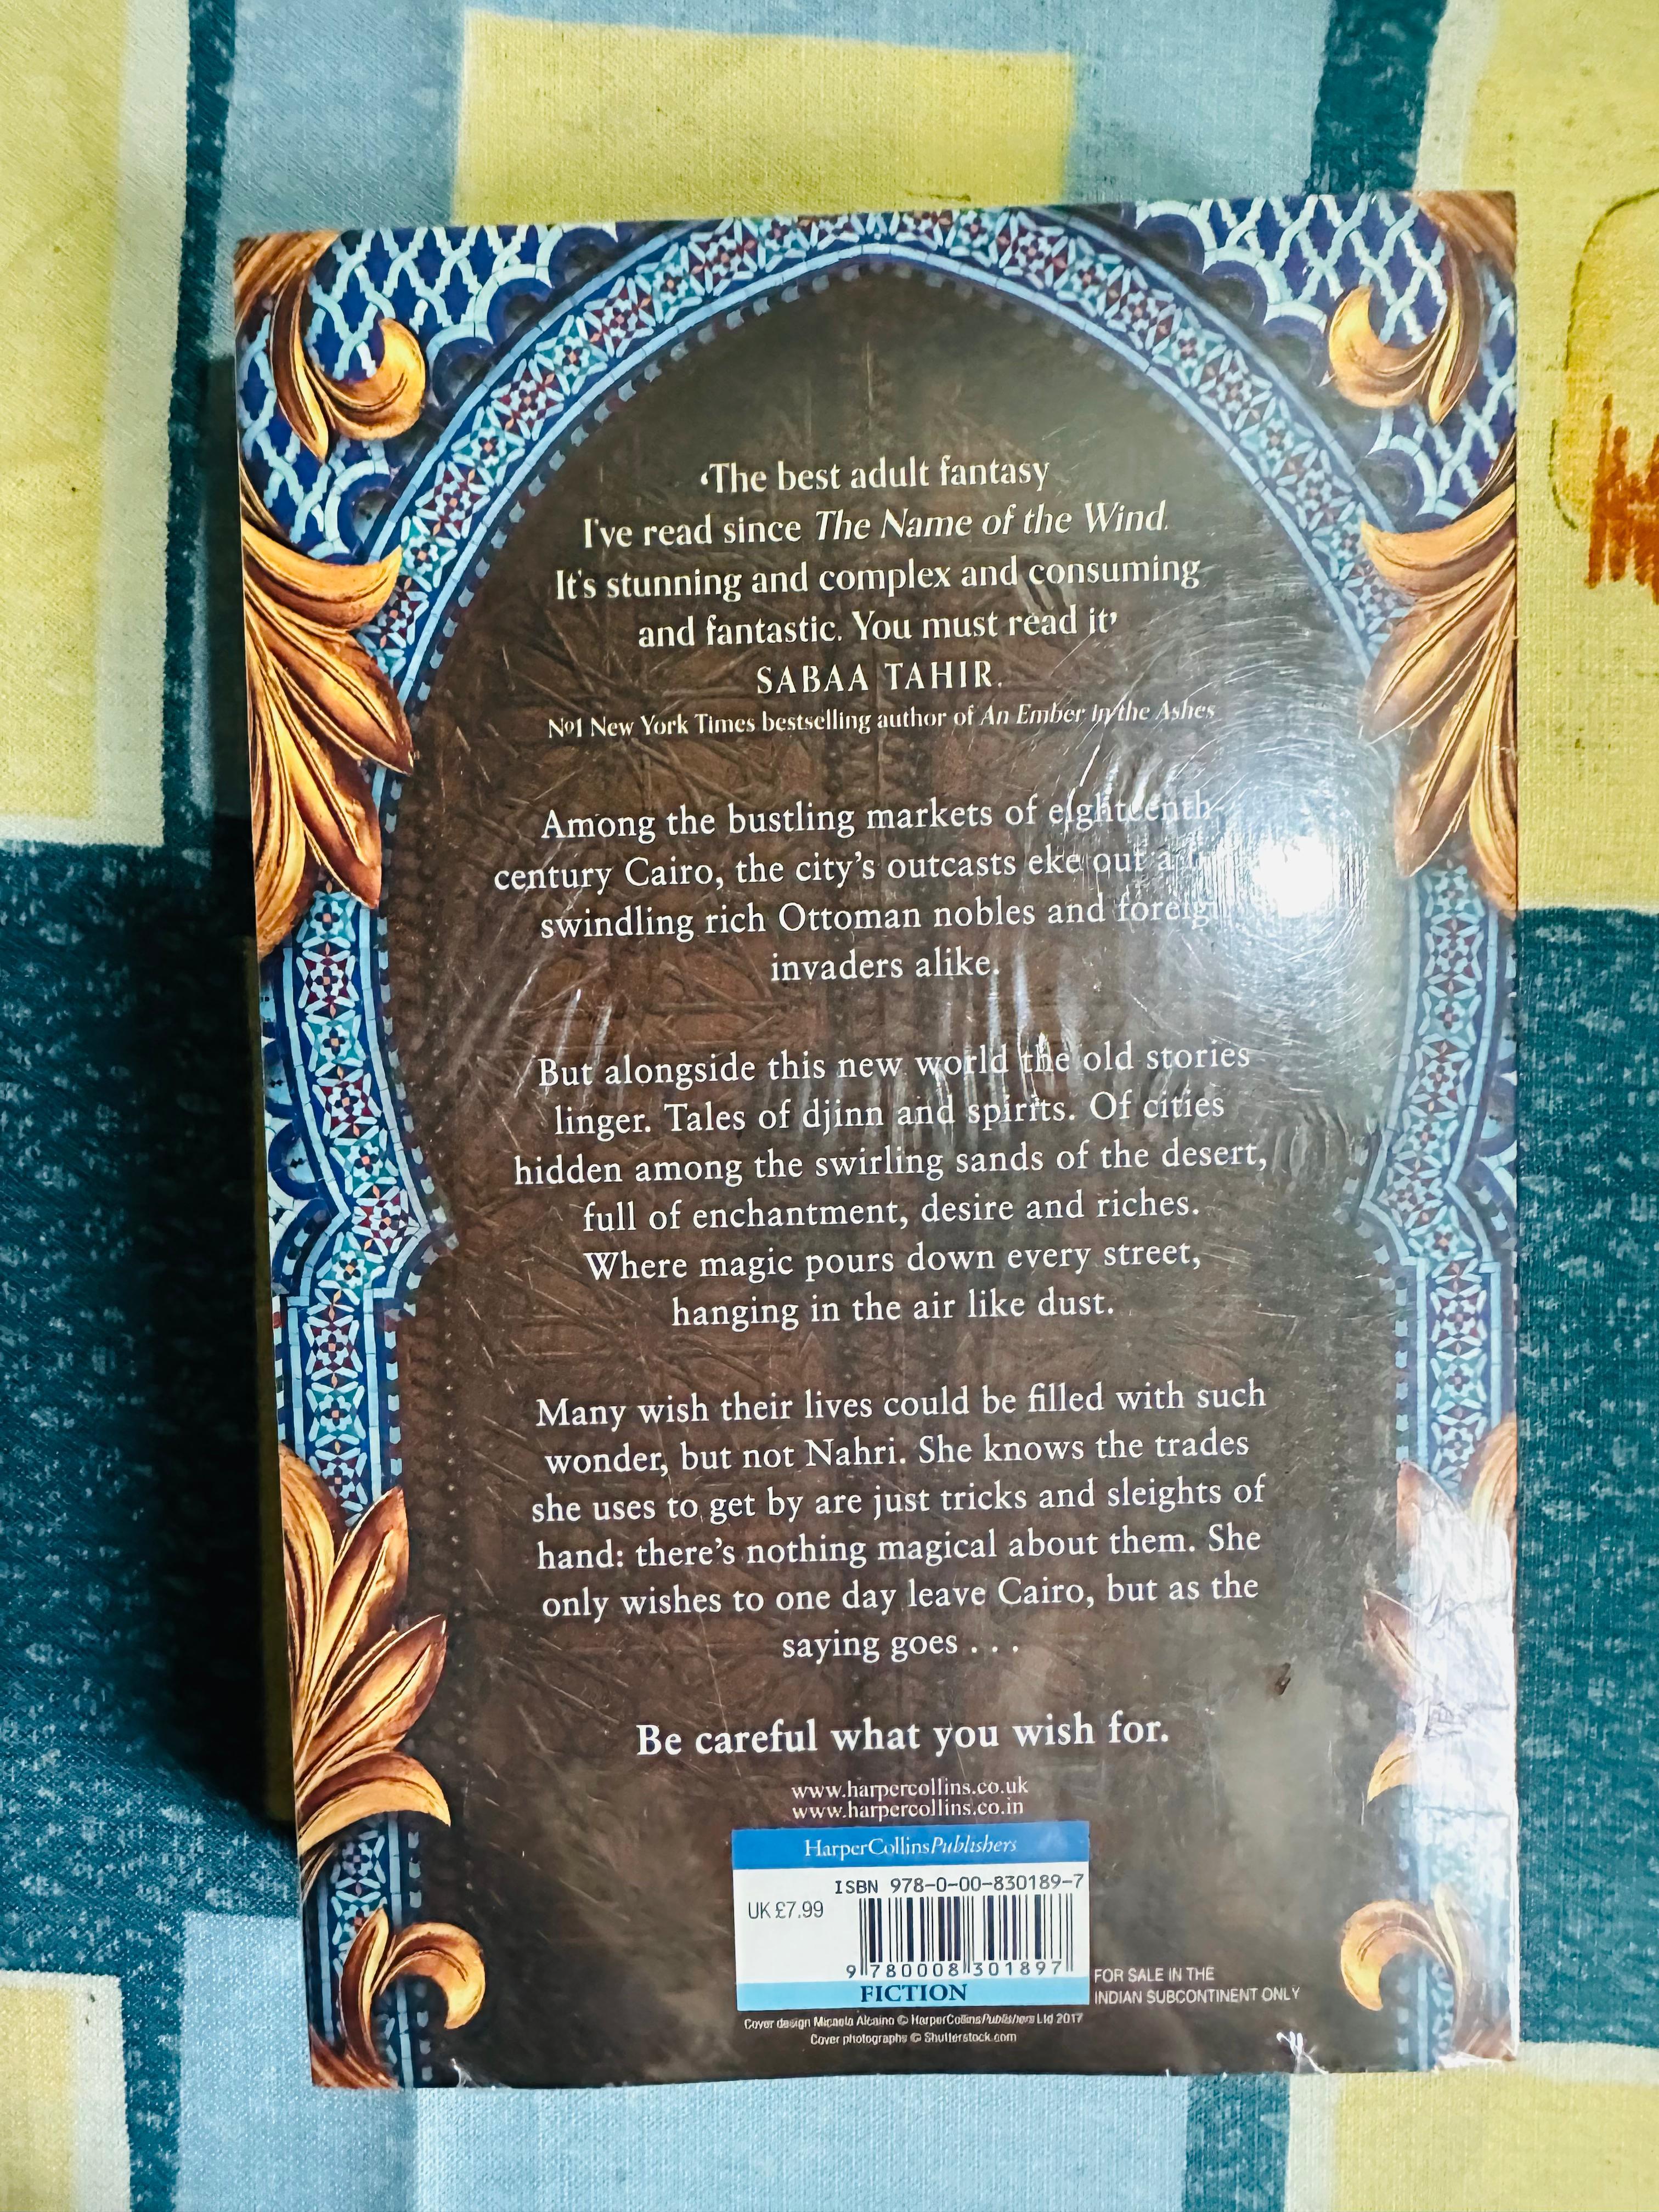 ‘The best adult fantasy
I've read since The Name of the Wind.
It's stunning and complex and consuming
and fantastic. You must read it’
SABAA TAHIR,
Nº1 New York Times bestselling author of An Ember In the Ashes
Among the bustling markets of eighteenth-
century Cairo, the city's outcasts eke out a
swindling rich Ottoman nobles and
invaders alike.
But alongside this new world the old stories
linger. Tales of djinn and spirits. Of cities
hidden among the swirling sands of the desert,
full of enchantment, desire and riches.
Where magic pours down every street,
hanging in the air like dust.
Many wish their lives could be filled with such
wonder, but not Nahri. She knows the trades
she uses to get by are just tricks and sleights of
hand: there's nothing magical about them. She
only wishes to one day leave Cairo, but as the
saying goes . . .
Be careful what you wish for.
www.harpercollins.co.uk
www.harpercollins.co.in
HarperCollinsPublishers
ISBN 978-0-00-830189-7
UK £7.99
9 780008 301897
FICTION
FOR SALE IN THE
INDIAN SUBCONTINENT ONLY
Cover design Micaela Alcaino © HarperCollinsPublishers Ltd 2017
Cover photographs © Shutterstock.com